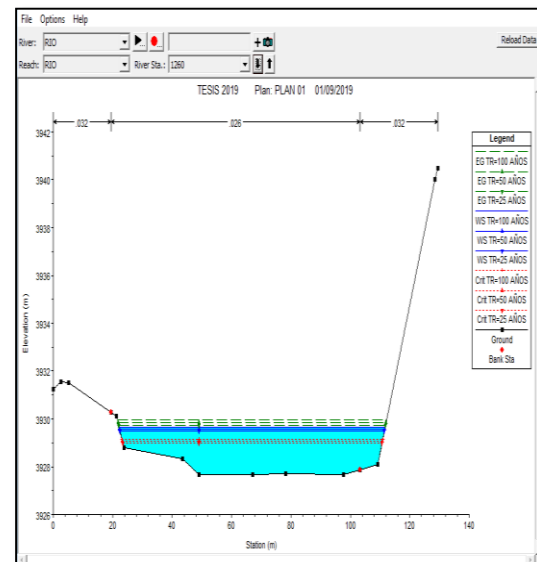 File Options Help
River: RIO
Reload Data
Reach: RIO River Sta.: 1260
TESIS 2019 Plan: PLAN 01 01/09/2019
.032 .026 .032
Legend
EG TR=100 AÑOS
EG TR=50 AÑOS
EG TR=25 AÑOS
WS TR=100 AÑOS
WS TR=50 AÑOS
WS TR=25 AÑOS
Crit TR=100 AÑOS
Crit TR=50 AÑOS
Crit TR=25 AÑOS
Ground
Bank Sta
Elevation (m)
3942
3940
3938
3936
3934
3932
3930
3928
3926
0 20 40 60 80 100 120 140
Station (m)